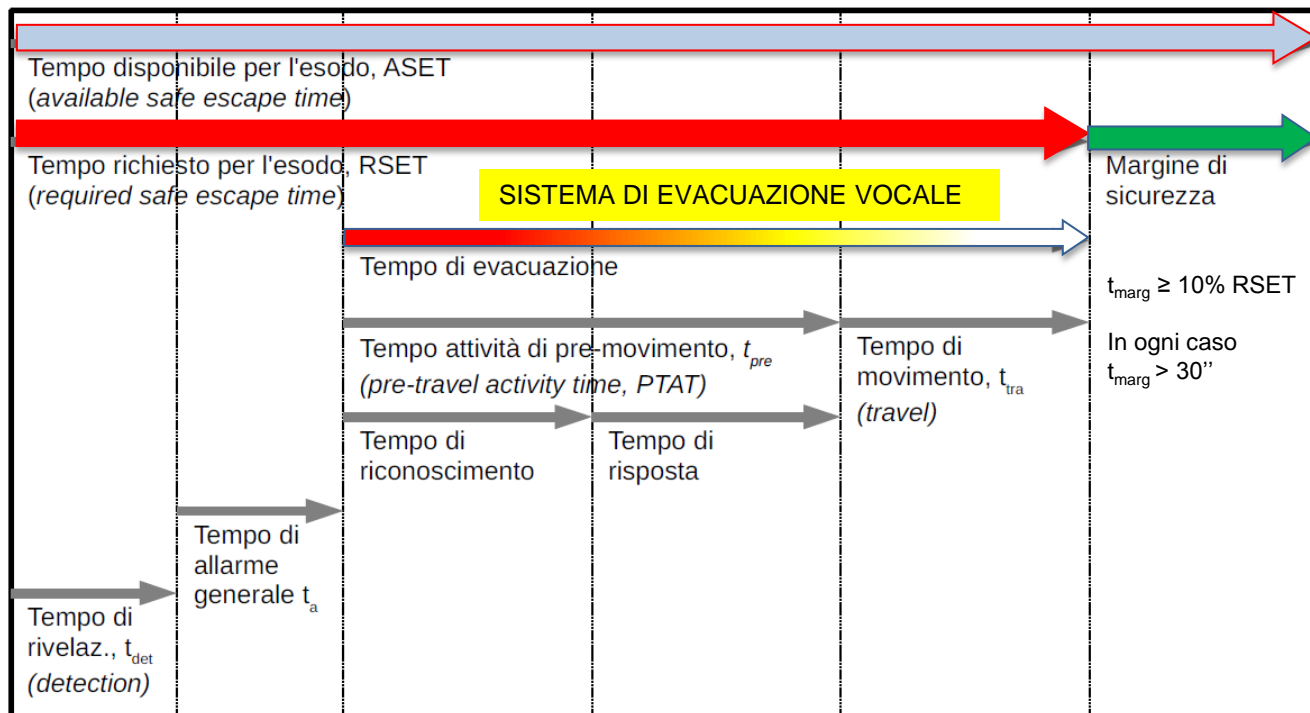 Tempo disponibile per l'esodo, ASET
(available safe escape time)
Tempo richiesto per l'esodo, RSET
(required safe escape time)
Margine di
sicurezza
SISTEMA DI EVACUAZIONE VOCALE
Tempo di evacuazione
tmarg ≥ 10% RSET
In ogni caso
tmarg > 30’’
Tempo attività di pre-movimento, tpre
(pre-travel activity time, PTAT)
Tempo di
movimento, ttra
(travel)
Tempo di
riconoscimento
Tempo di
risposta
Tempo di
allarme
generale ta
Tempo di
rivelaz., tdet
(detection)